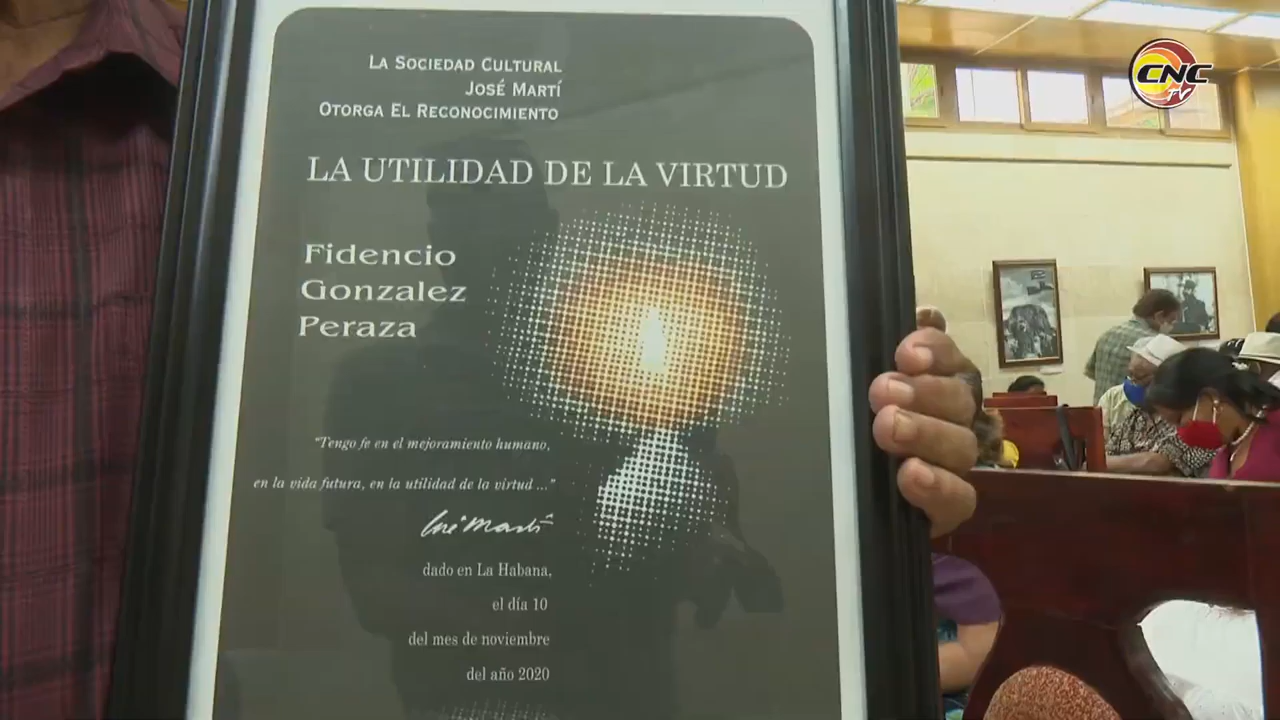 LA SOCIEDAD CULTURAL
JOSÉ MARTÍ
OTORGA EL RECONOCIMIENTO
LA UTILIDAD DE LA VIRTUD
Fidencio
Gonzalez
Peraza
"Tengo fe en el mejoramiento humano,
en la vida futura, en la utilidad de la virtud ..."
José Martí
dado en La Habana,
el día 10
del mes de noviembre
del año 2020
CNC
TV